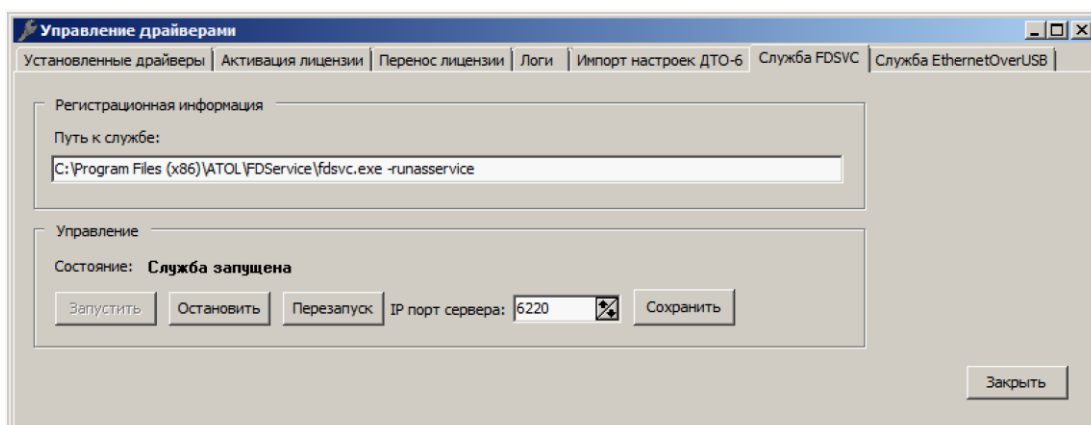 Управление драйверами
Установленные драйверы Активация лицензии Перенос лицензии Логи Импорт настроек ДТО-6 Служба FDSVC Служба EthernetOverUSB
Регистрационная информация
Путь к службе:
C:\Program Files (x86)\ATOL\FDService\fdsvc.exe -runasservice
Управление
Состояние: Служба запущена
Запустить Остановить Перезапуск IP порт сервера: 6220 Сохранить
Закрыть